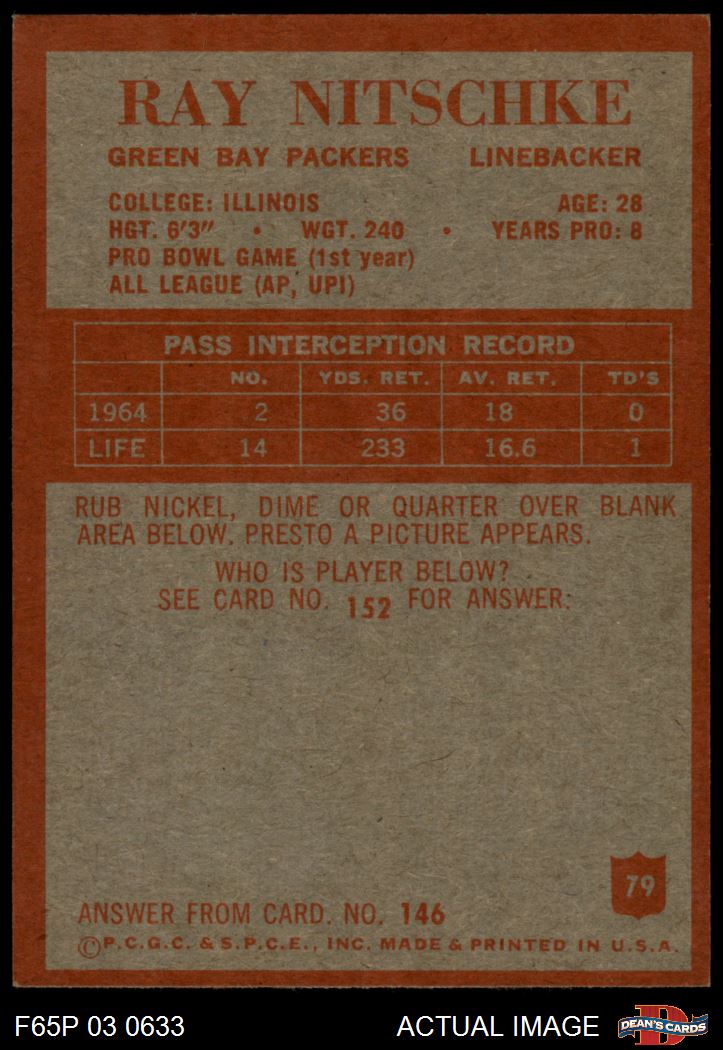 RAY NITSCHKE
GREEN BAY PACKERS LINEBACKER
COLLEGE: ILLINOIS AGE: 28
HGT. 6'3" • WGT. 240 • YEARS PRO: 8
PRO BOWL GAME (1st year)
ALL LEAGUE (AP, UPI)
PASS INTERCEPTION RECORD
NO. YDS. RET. AV. RET. TD'S
1964 2 36 18 0
LIFE 14 233 16.6 1
RUB NICKEL, DIME OR QUARTER OVER BLANK
AREA BELOW. PRESTO A PICTURE APPEARS.
WHO IS PLAYER BELOW?
SEE CARD NO. 152 FOR ANSWER:
79
ANSWER FROM CARD. NO. 146
©P.C.G.C. & S.P.C.E., INC. MADE & PRINTED IN U.S.A.
F65P 03 0633 ACTUAL IMAGE
D
DEAN'S CARDS